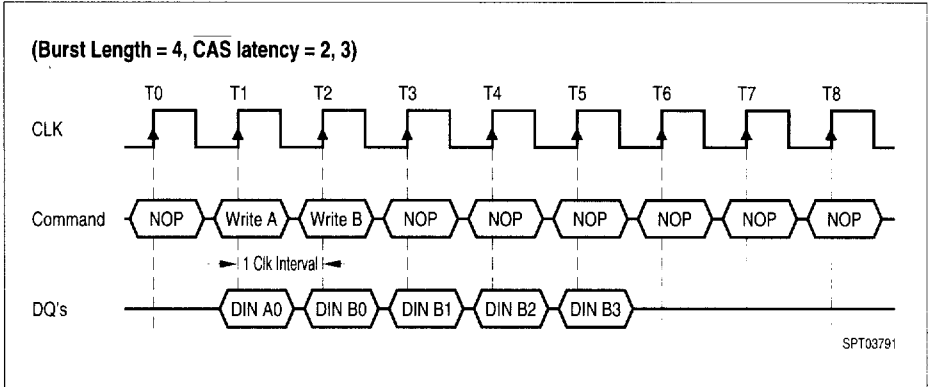 (Burst Length = 4, CAS latency = 2, 3)
T0 T1 T2 T3 T4 T5 T6 T7 T8
CLK
Command NOP Write A Write B NOP NOP NOP NOP NOP NOP
1 Clk Interval
DQ's DIN A0 DIN B0 DIN B1 DIN B2 DIN B3
SPT03791